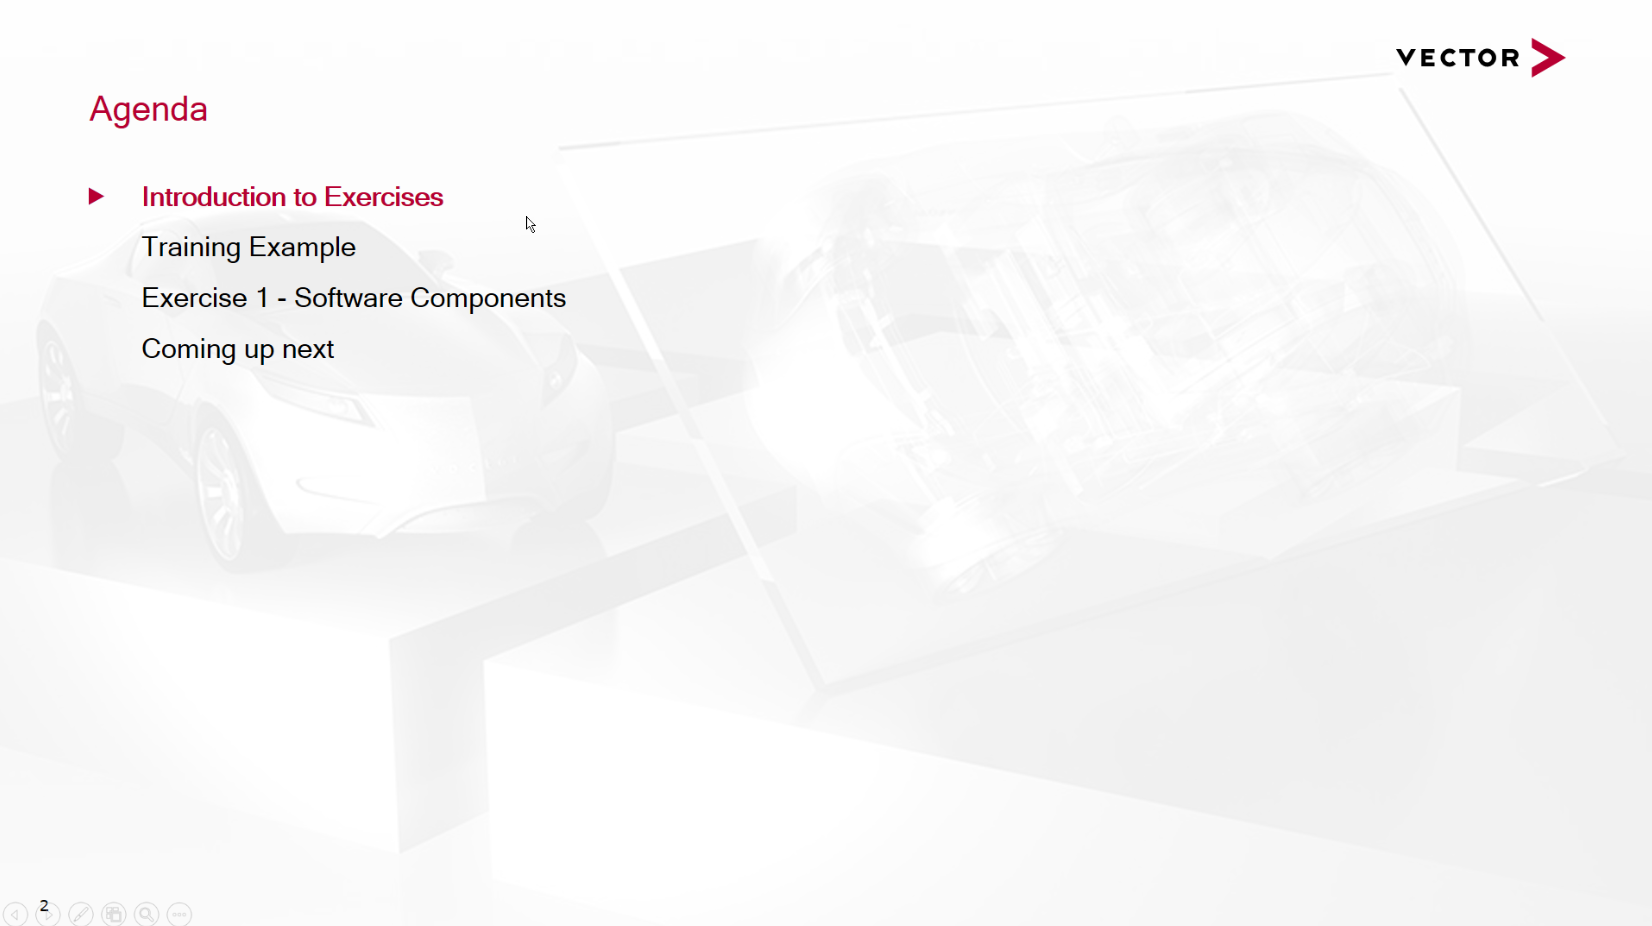 VECTOR
Agenda
Introduction to Exercises
Training Example
Exercise 1 - Software Components
Coming up next
2